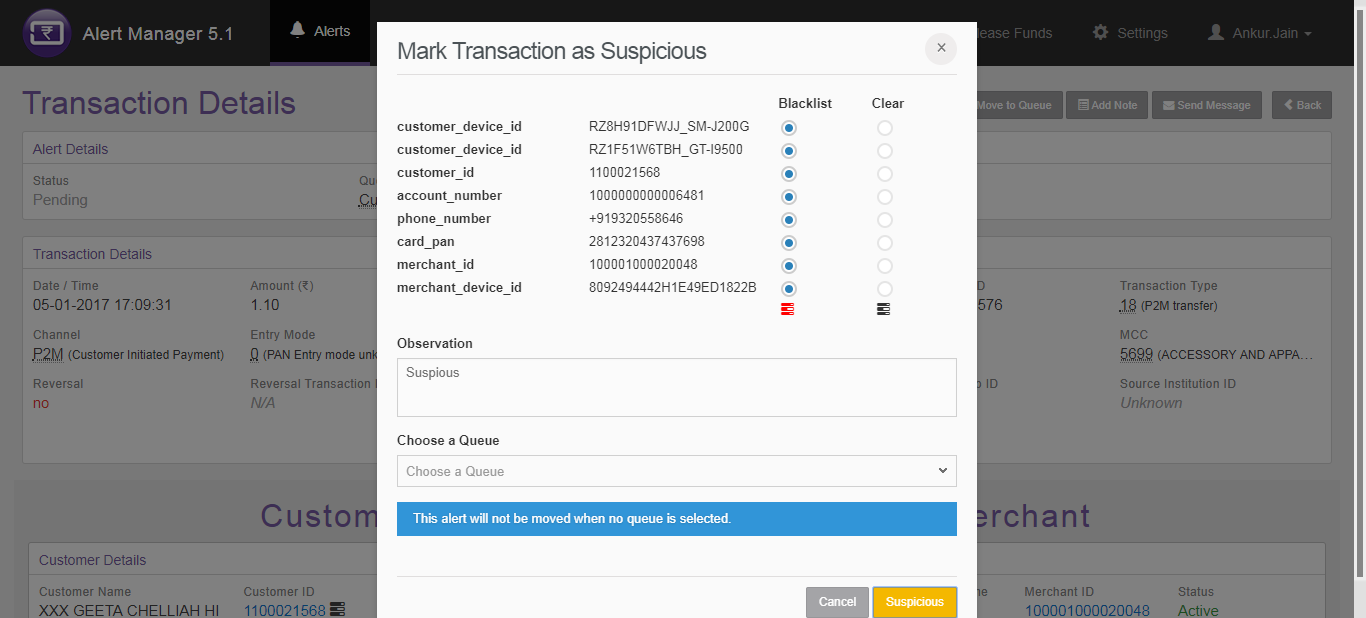 Alert Manager 5.1
Alerts
lease Funds
Settings
Ankur.Jain
Mark Transaction as Suspicious
×
Transaction Details
Move to Queue
Add Note
Send Message
Back
Blacklist Clear
customer_device_id RZ8H91DFWJJ_SM-J200G
customer_device_id RZ1F51W6TBH_GT-I9500
customer_id 1100021568
account_number 1000000000006481
phone_number +919320558646
card_pan 2812320437437698
merchant_id 100001000020048
merchant_device_id 8092494442H1E49ED1822B
Observation
Suspious
Choose a Queue
Choose a Queue
This alert will not be moved when no queue is selected.
Cancel
Suspicious
Alert Details
Status Qu
Pending Cu
Transaction Details
Date / Time Amount (₹) D Transaction Type
05-01-2017 17:09:31 1.10 576 18 (P2M transfer)
Channel Entry Mode MCC
P2M (Customer Initiated Payment) 0 (PAN Entry mode unk 5699 (ACCESSORY AND APPA…
Reversal Reversal Transaction ID Source Institution ID
no N/A Unknown
Custom erchant
Customer Details
Customer Name Customer ID me Merchant ID Status
XXX GEETA CHELLIAH HI 1100021568 100001000020048 Active